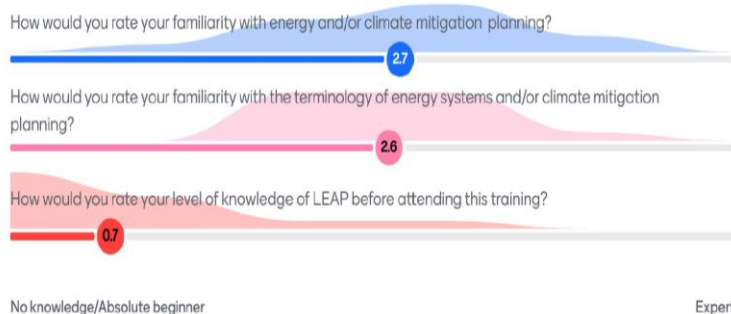 How would you rate your familiarity with energy and/or climate mitigation planning?
2.7
How would you rate your familiarity with the terminology of energy systems and/or climate mitigation
planning?
2.6
How would you rate your level of knowledge of LEAP before attending this training?
0.7
No knowledge/Absolute beginner
Expert